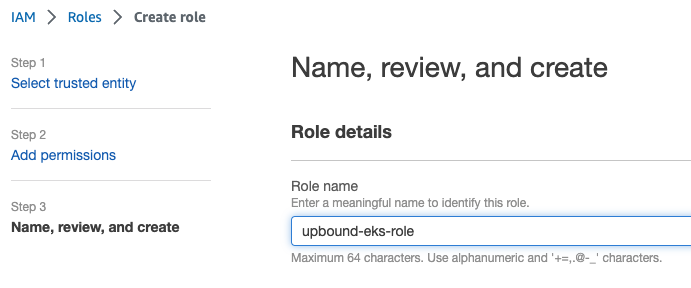 IAM > Roles > Create role
Step 1
Select trusted entity
Step 2
Add permissions
Step 3
Name, review, and create
Name, review, and create
Role details
Role name
Enter a meaningful name to identify this role.
upbound-eks-role
Maximum 64 characters. Use alphanumeric and '+=,.@-_' characters.